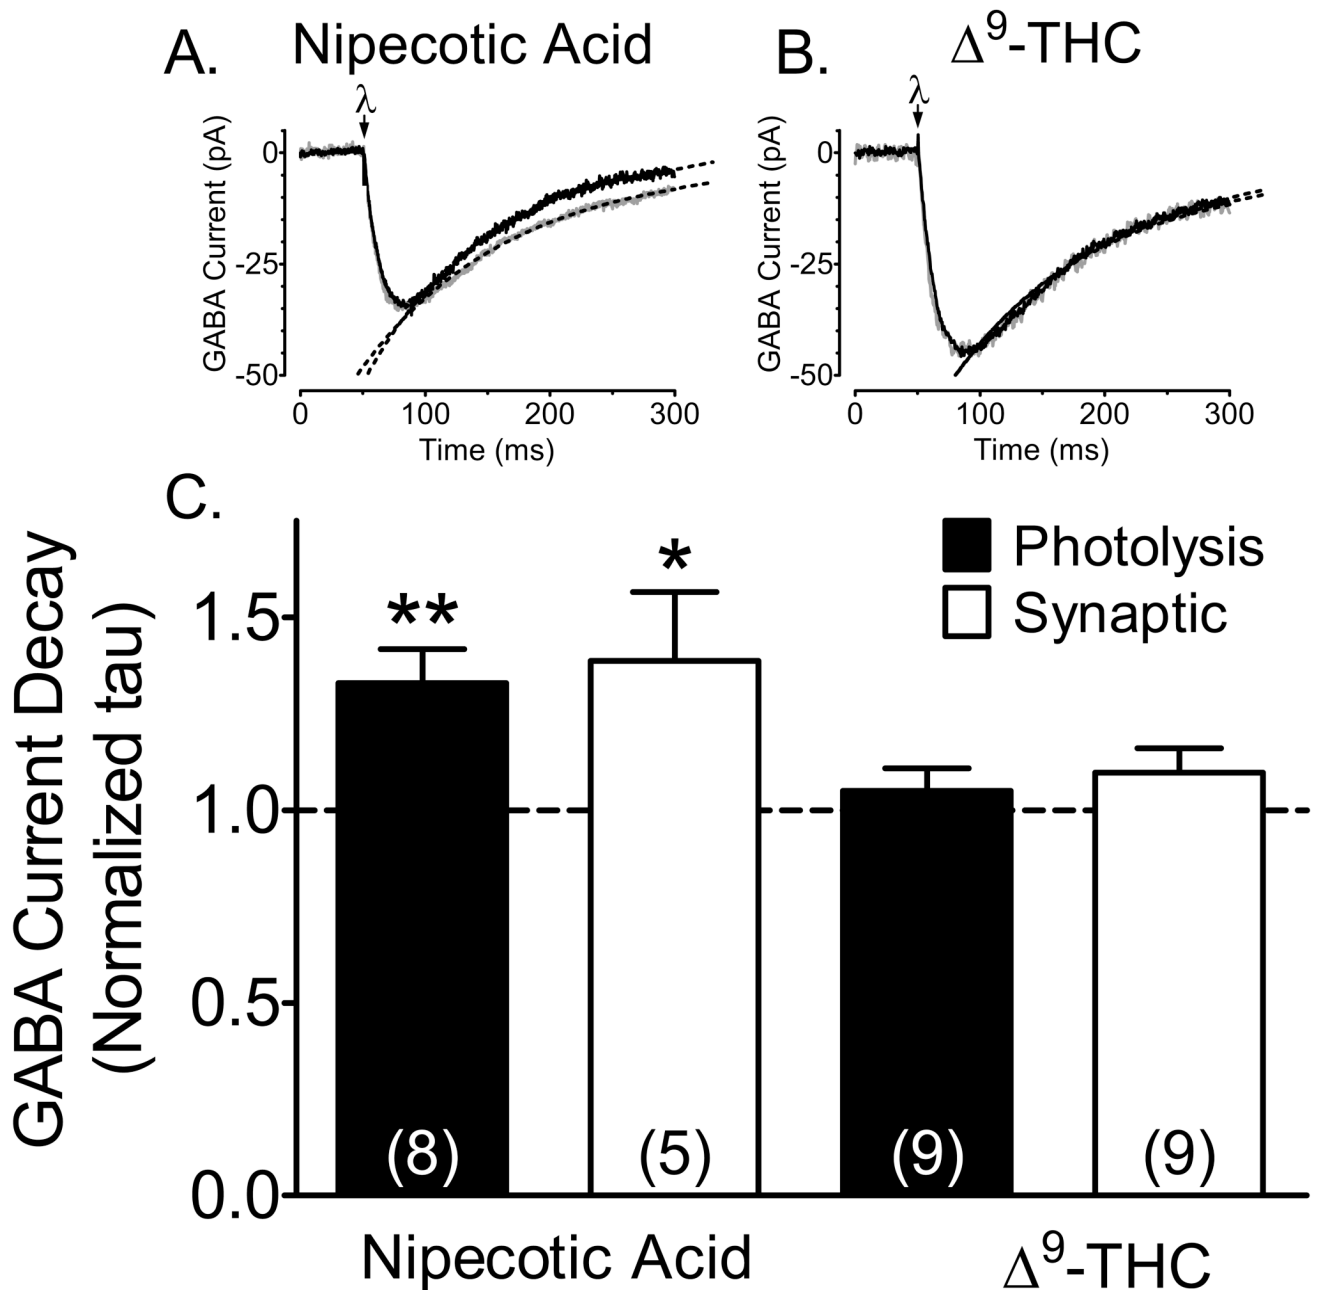 A. Nipecotic Acid
λ
GABA Current (pA)
0
-25
-50
0 100 200 300
Time (ms)
B. Δ9-THC
λ
GABA Current (pA)
0
-25
-50
0 100 200 300
Time (ms)
C.
GABA Current Decay
(Normalized tau)
1.5
1.0
0.5
0.0
** *
Photolysis
Synaptic
(8) (5) (9) (9)
Nipecotic Acid Δ9-THC